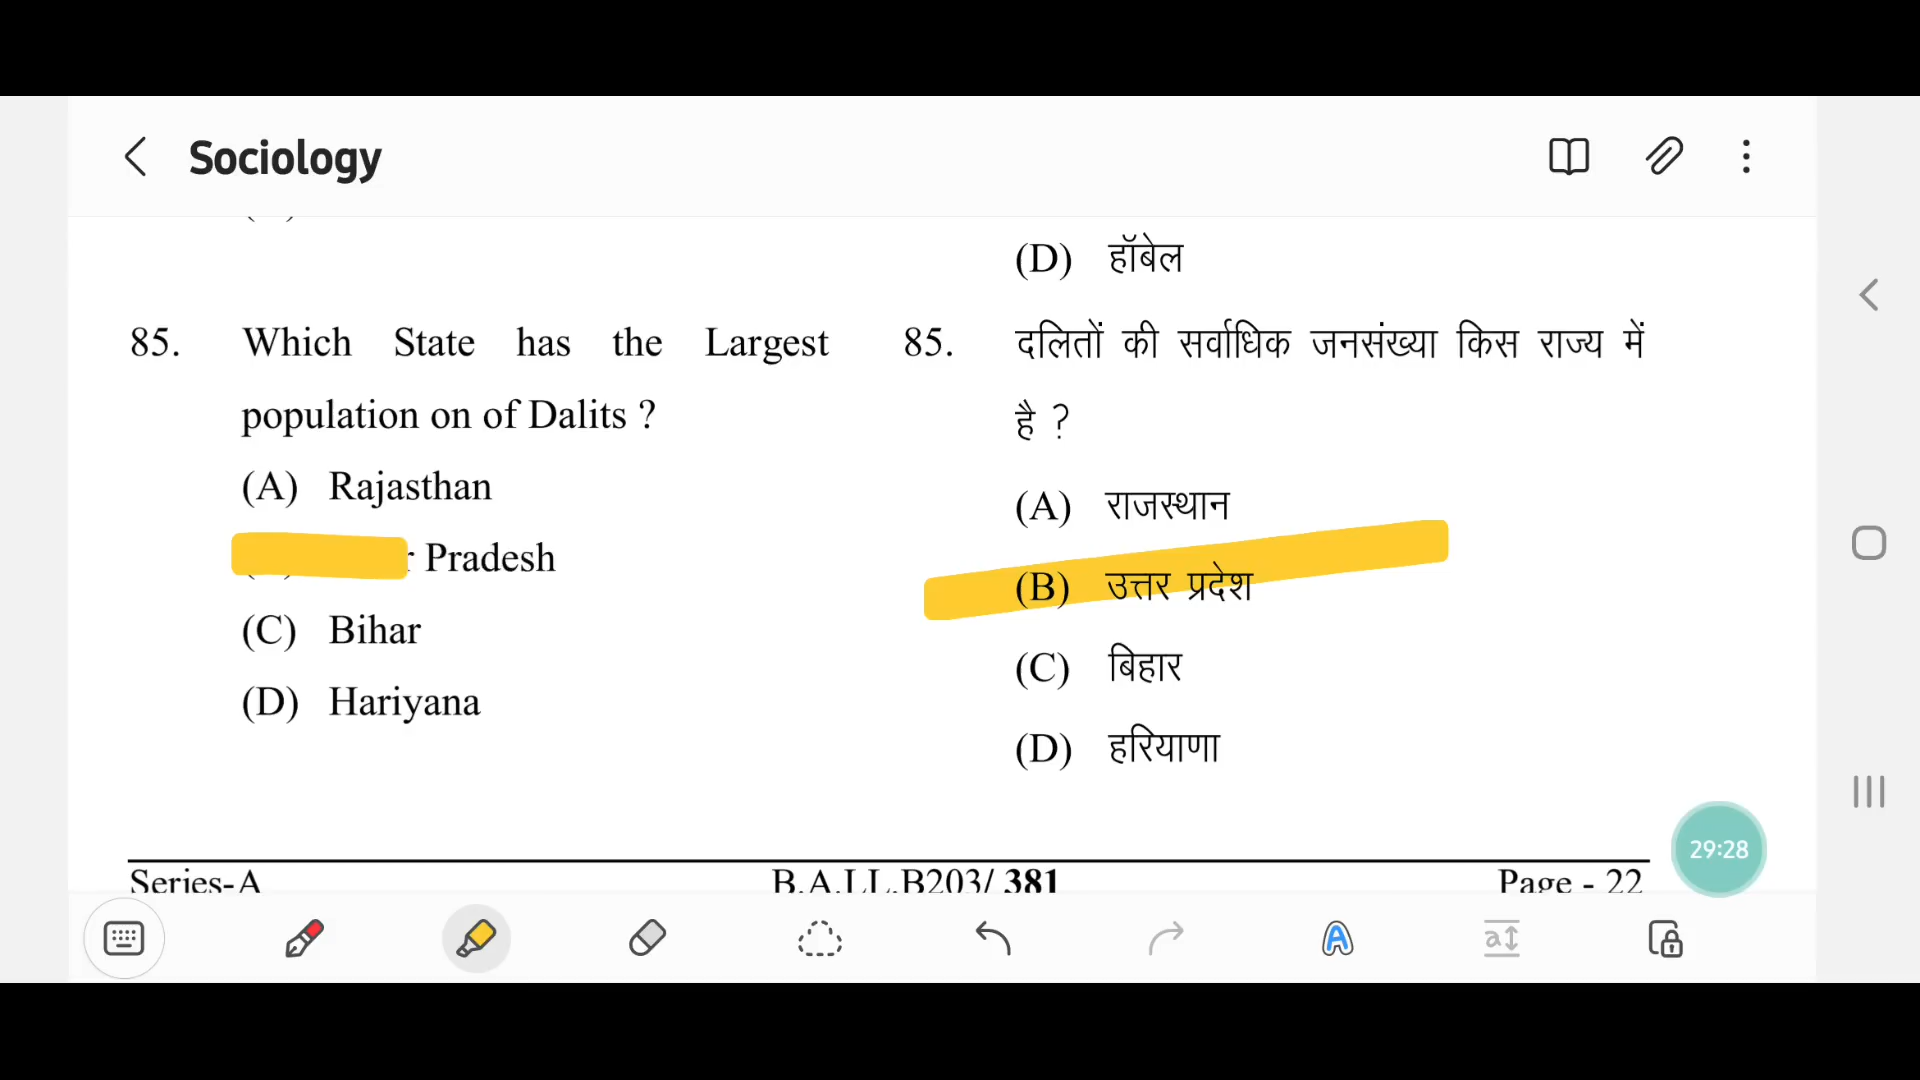 Sociology
(D) हॉबेल
85. Which State has the Largest
population on of Dalits ?
(A) Rajasthan
Pradesh
(C) Bihar
(D) Hariyana
85. दलितों की सर्वाधिक जनसंख्या किस राज्य में
है ?
(A) राजस्थान
(B) उत्तर प्रदेश
(C) बिहार
(D) हरियाणा
29:28
Series-A B.A.LL.B203/ 381 Page - 22